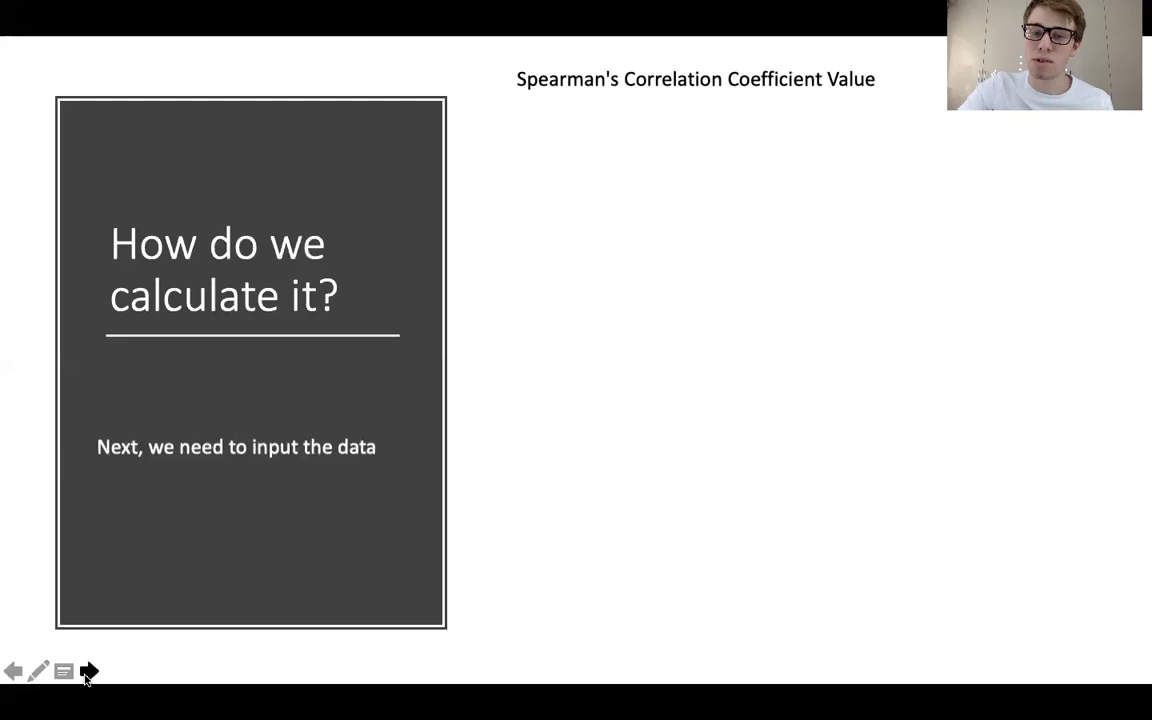 Spearman's Correlation Coefficient Value
How do we
calculate it?
Next, we need to input the data